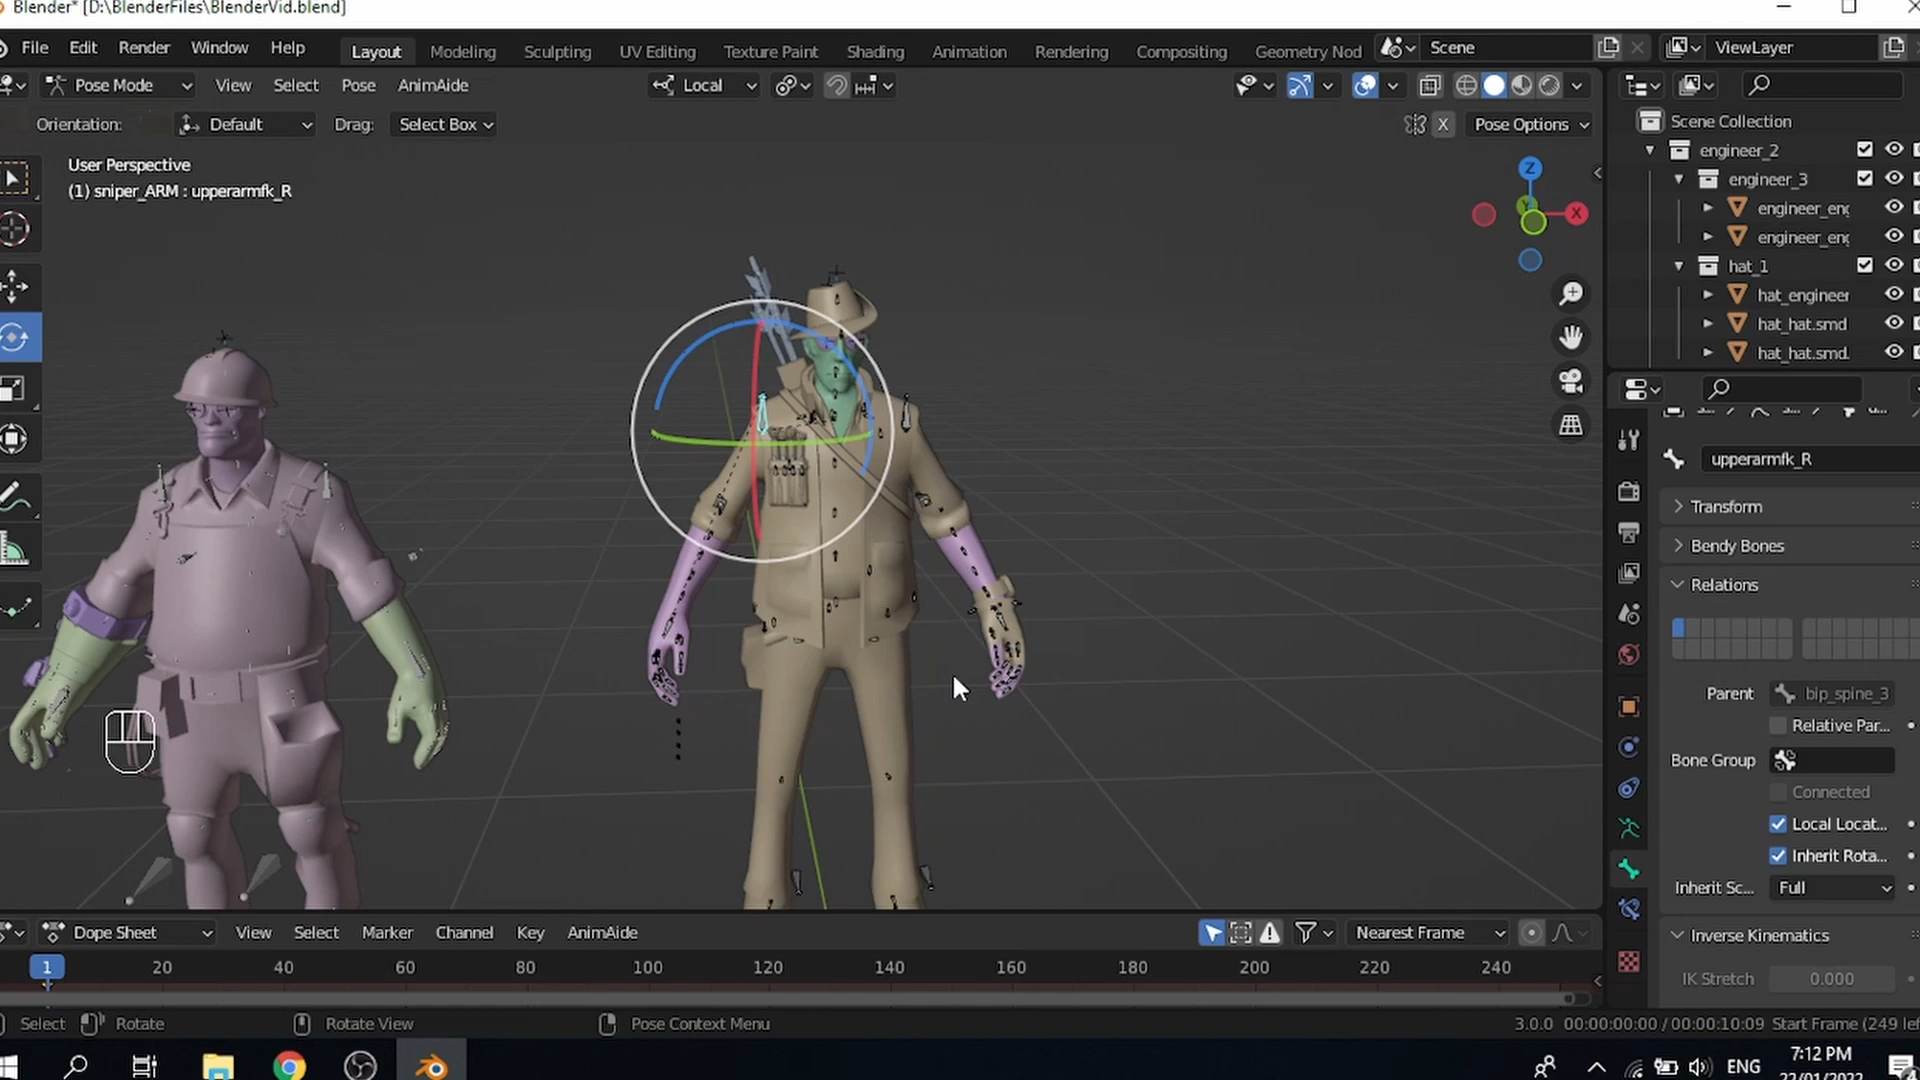 Blender* [D:\BlenderFiles\BlenderVid.blend]
File Edit Render Window Help Layout Modeling Sculpting UV Editing Texture Paint Shading Animation Rendering Compositing Geometry Nod Scene ViewLayer
Pose Mode View Select Pose AnimAide Local
Orientation: Default Drag: Select Box X Pose Options
User Perspective
(1) sniper_ARM : upperarmfk_R
Z
X
Scene Collection
engineer_2
engineer_3
engineer_eng
engineer_eng
hat_1
hat_engineer
hat_hat.smd
hat_hat.smd.
upperarmfk_R
Transform
Bendy Bones
Relations
Parent bip_spine_3
Relative Par...
Bone Group
Connected
Local Locat...
Inherit Rota...
Inherit Sc... Full
Inverse Kinematics
IK Stretch 0.000
Dope Sheet View Select Marker Channel Key AnimAide Nearest Frame
1 20 40 60 80 100 120 140 160 180 200 220 240
Select Rotate Rotate View Pose Context Menu 3.0.0 00:00:00:00 / 00:00:10:09 Start Frame (249 lef
ENG 7:12 PM
22/01/2022